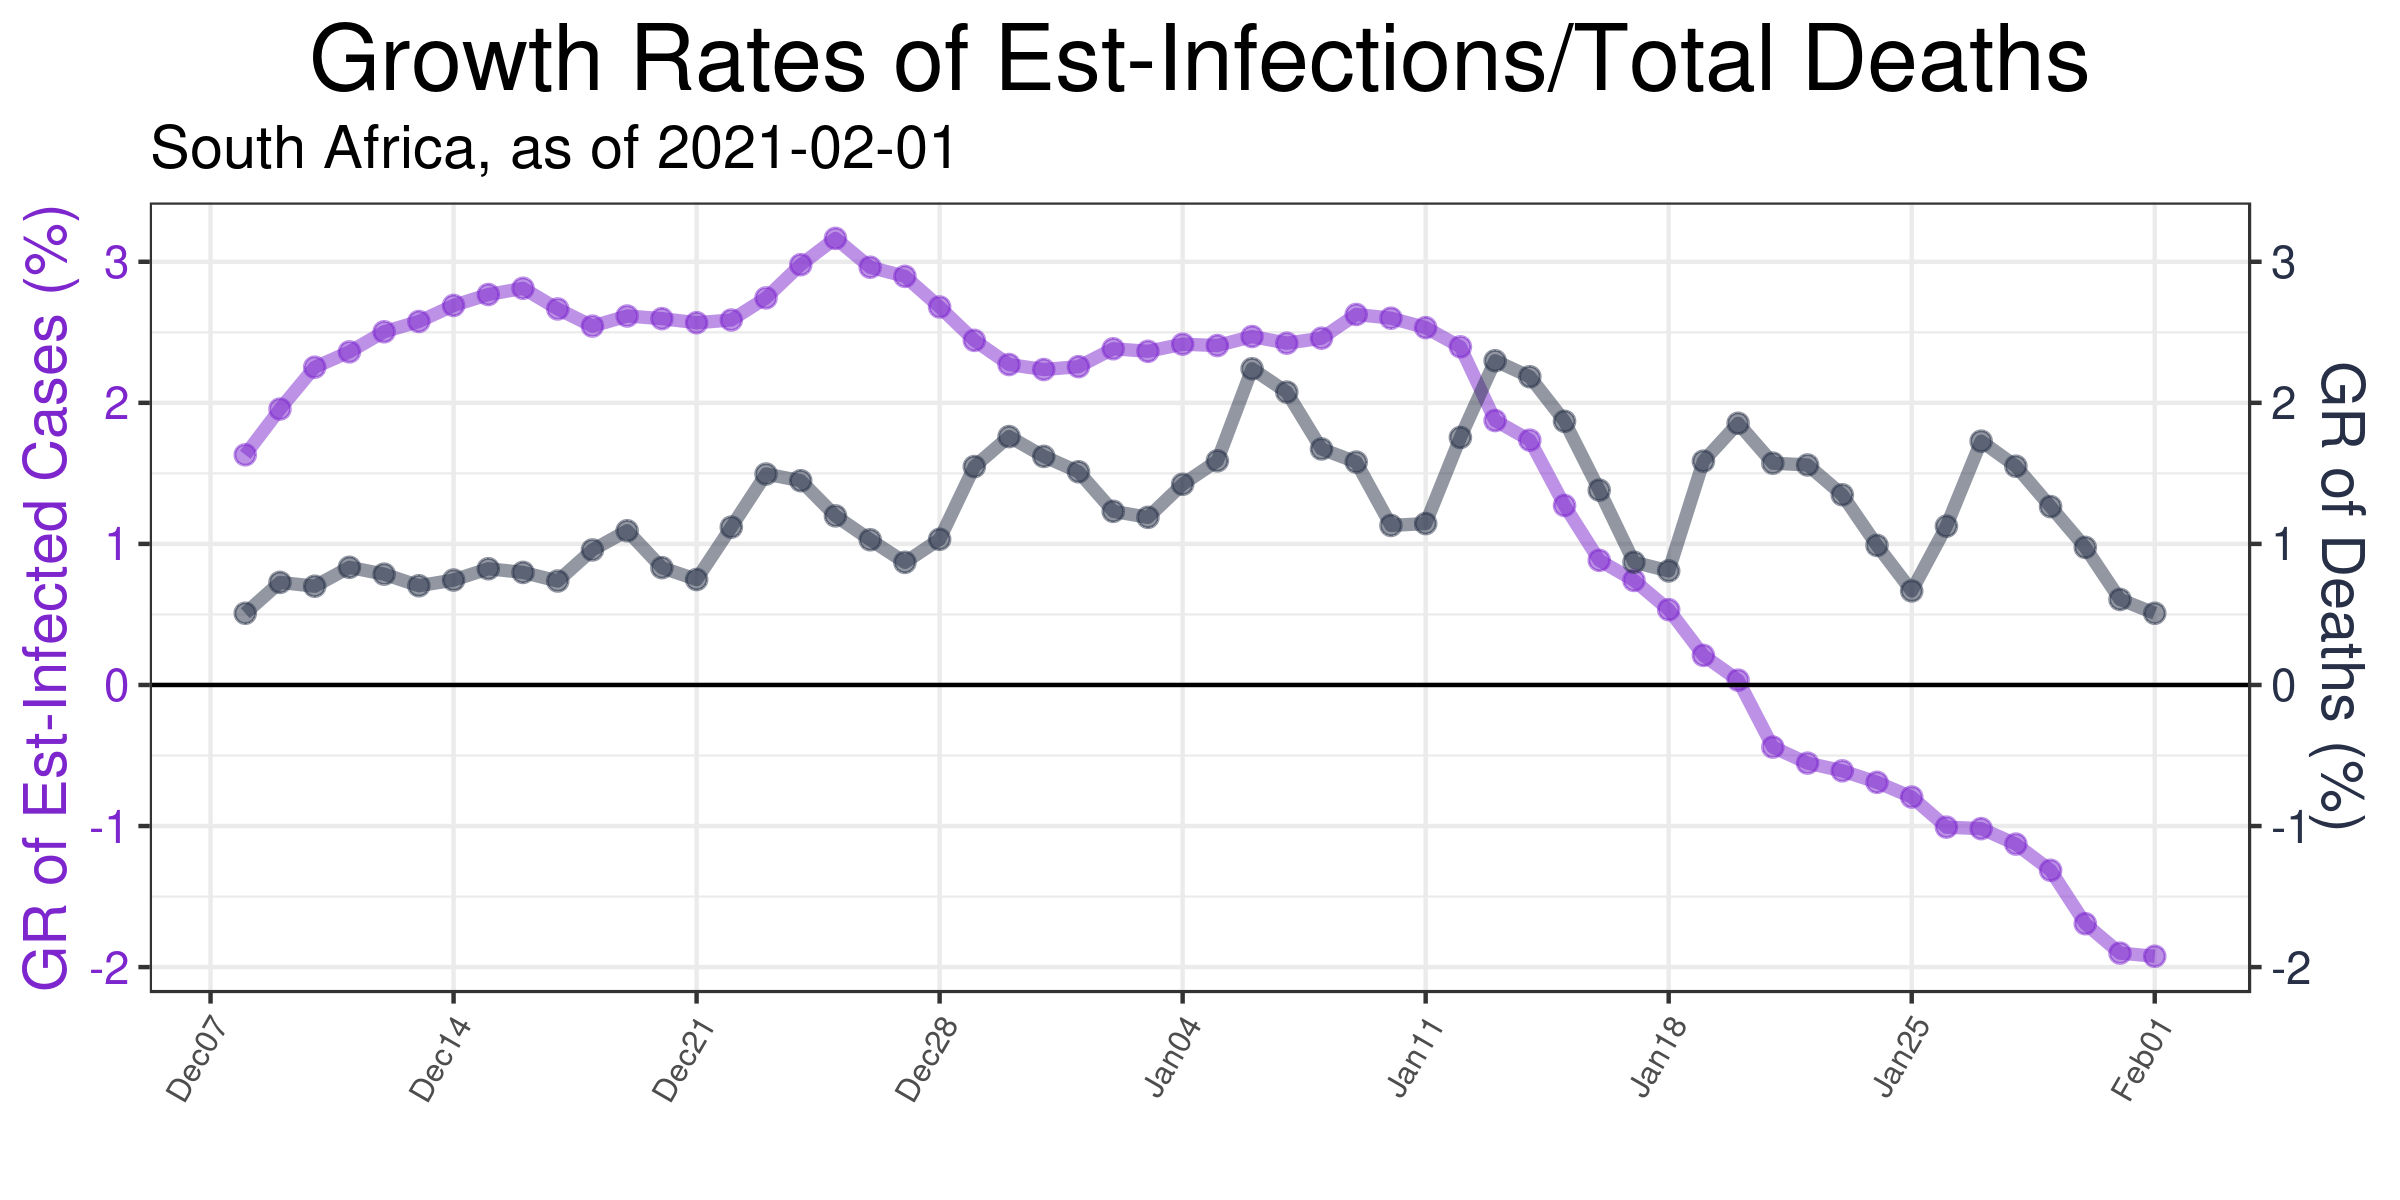 Growth Rates of Est-Infections/Total Deaths
South Africa, as of 2021-02-01
GR of Est-Infected Cases (%)
3
2
1
0
-1
-2
3
2
1
0
-1
-2
GR of Deaths (%)
Dec07
Dec14
Dec21
Dec28
Jan04
Jan11
Jan18
Jan25
Feb01